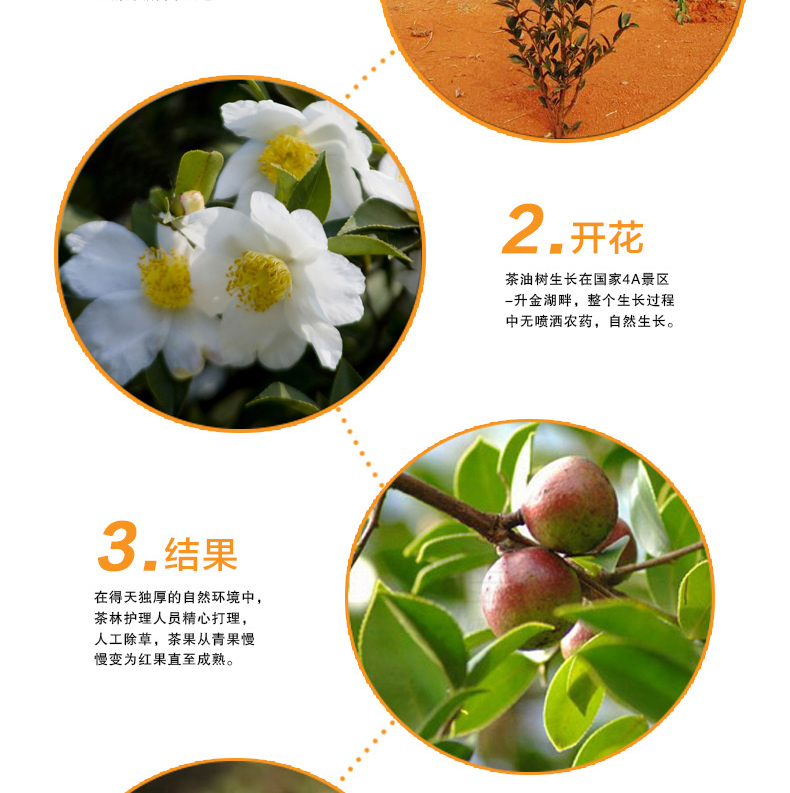 2.开花
茶油树生长在国家4A景区
-升金湖畔，整个生长过程
中无喷洒农药，自然生长。
3.结果
在得天独厚的自然环境中，
茶林护理人员精心打理，
人工除草，茶果从青果慢
慢变为红果直至成熟。